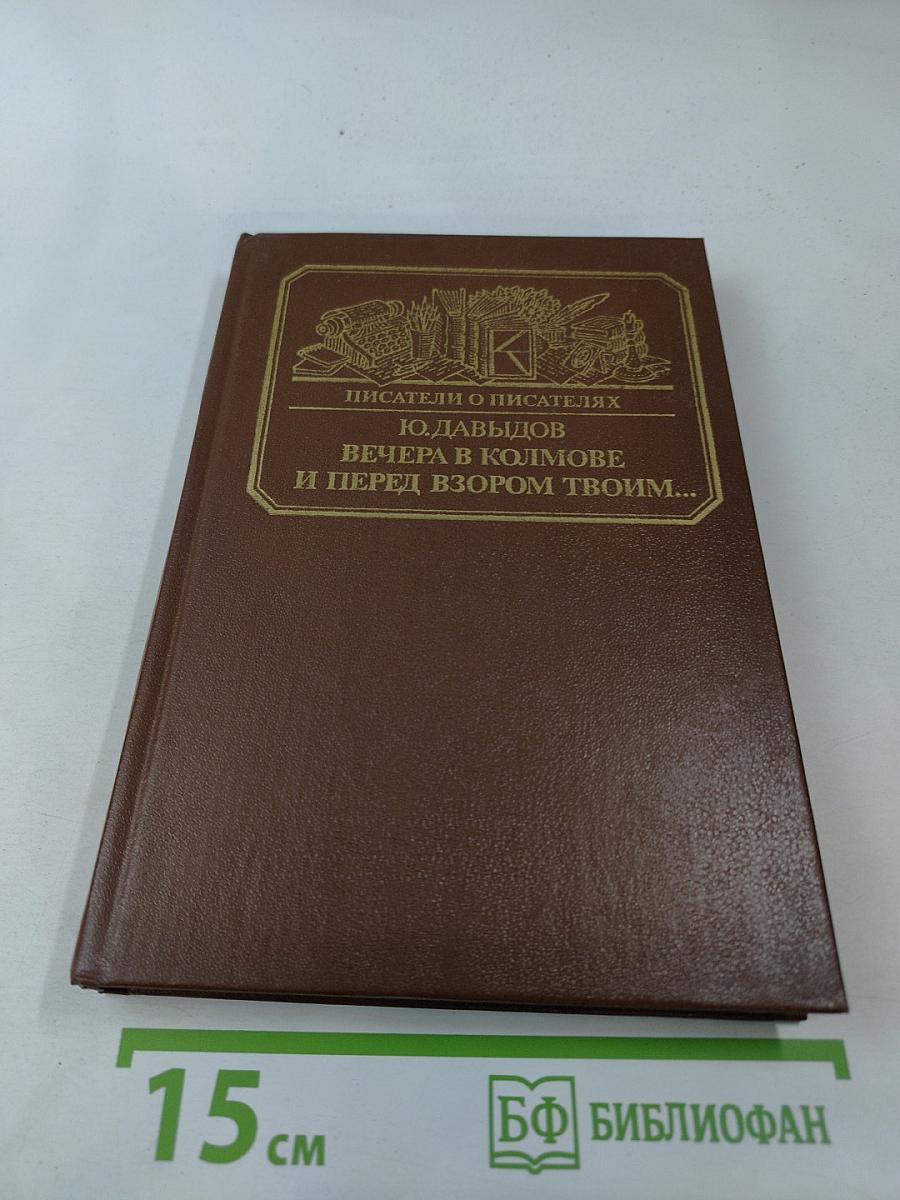 ПИСАТЕЛИ О ПИСАТЕЛЯХ
Ю. ДАВЫДОВ
ВЕЧЕРА В КОЛМОВЕ
И ПЕРЕД ВЗОРОМ ТВОИМ...
15 см
БФ БИБЛИОФАН